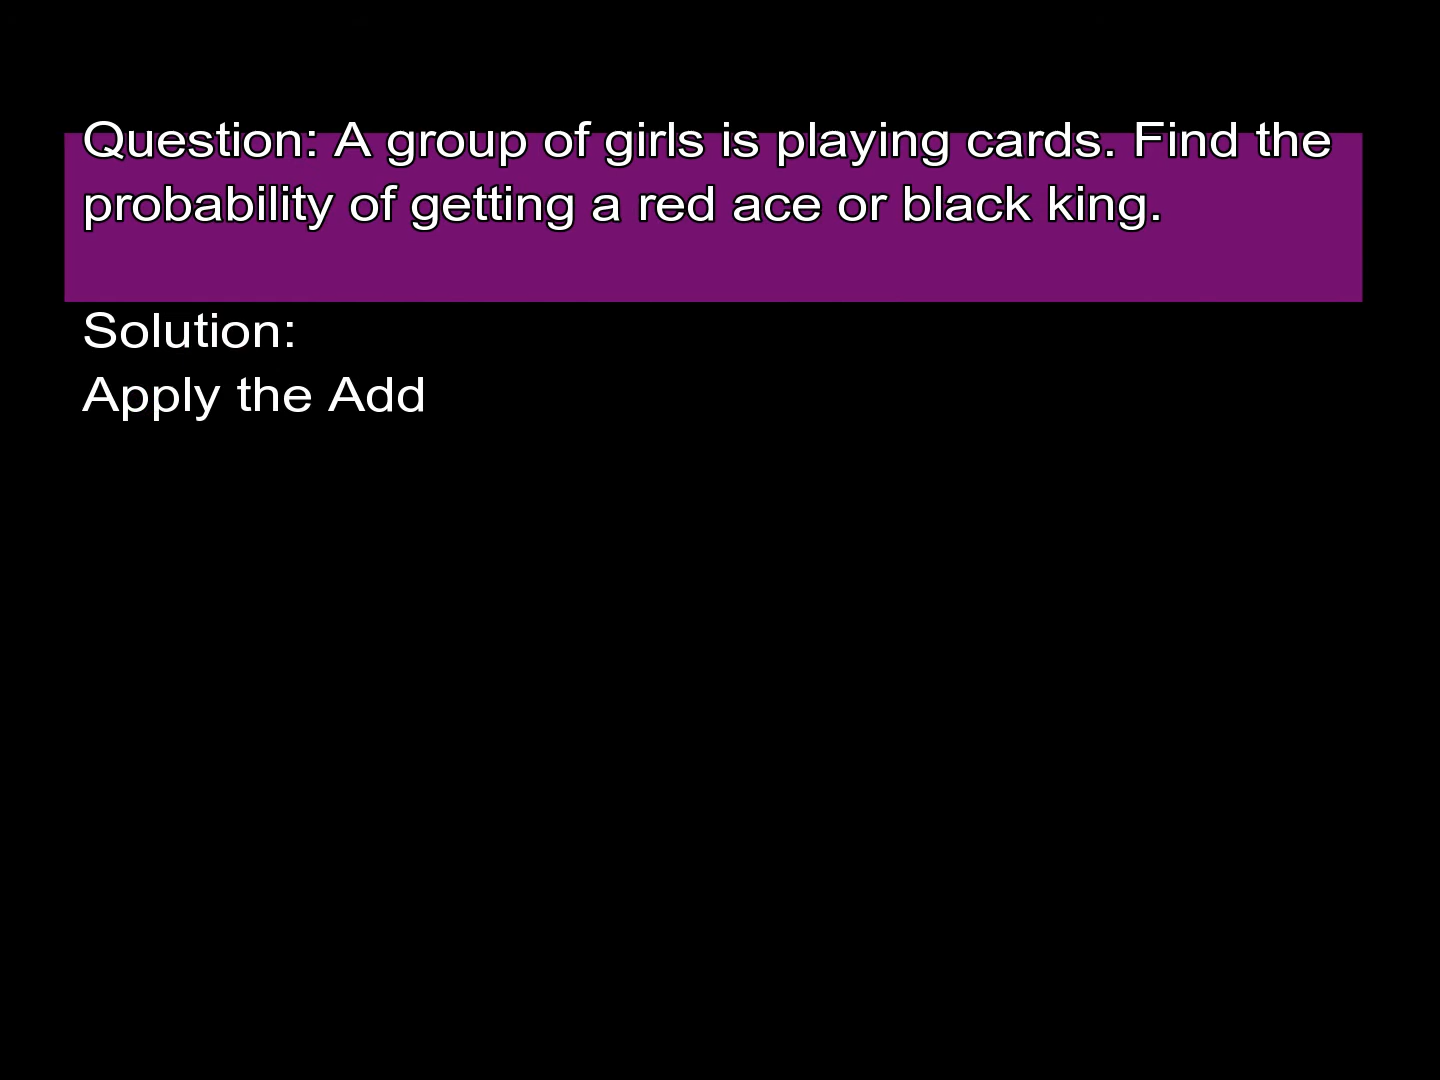 Question: A group of girls is playing cards. Find the
probability of getting a red ace or black king.
Solution:
Apply the Add